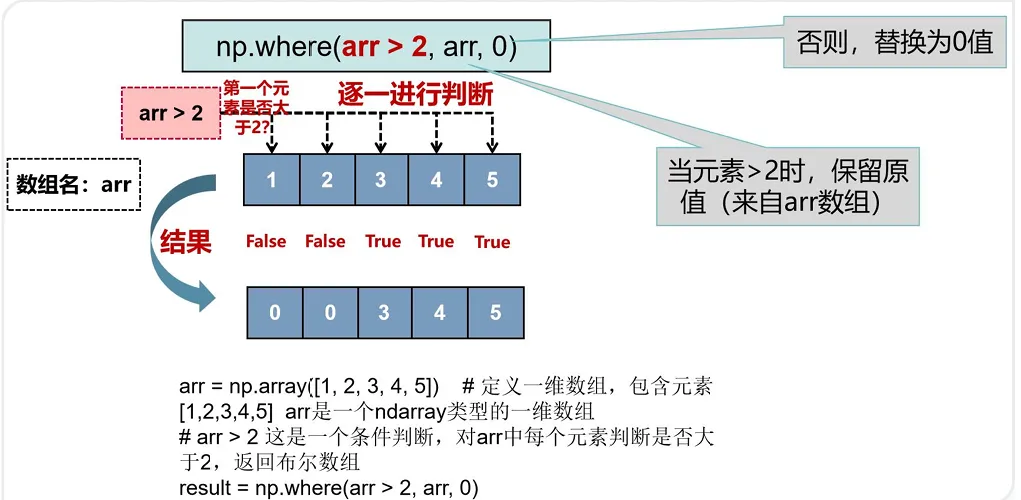 np.where(arr > 2, arr, 0)
否则，替换为0值
第一个元
素是否大
于2?
逐一进行判断
arr > 2
当元素>2时，保留原
值（来自arr数组）
数组名：arr
1 2 3 4 5
结果
False False True True True
0 0 3 4 5
arr = np.array([1, 2, 3, 4, 5]) # 定义一维数组，包含元素
[1,2,3,4,5] arr是一个ndarray类型的一维数组
# arr > 2 这是一个条件判断，对arr中每个元素判断是否大
于2，返回布尔数组
result = np.where(arr > 2, arr, 0)